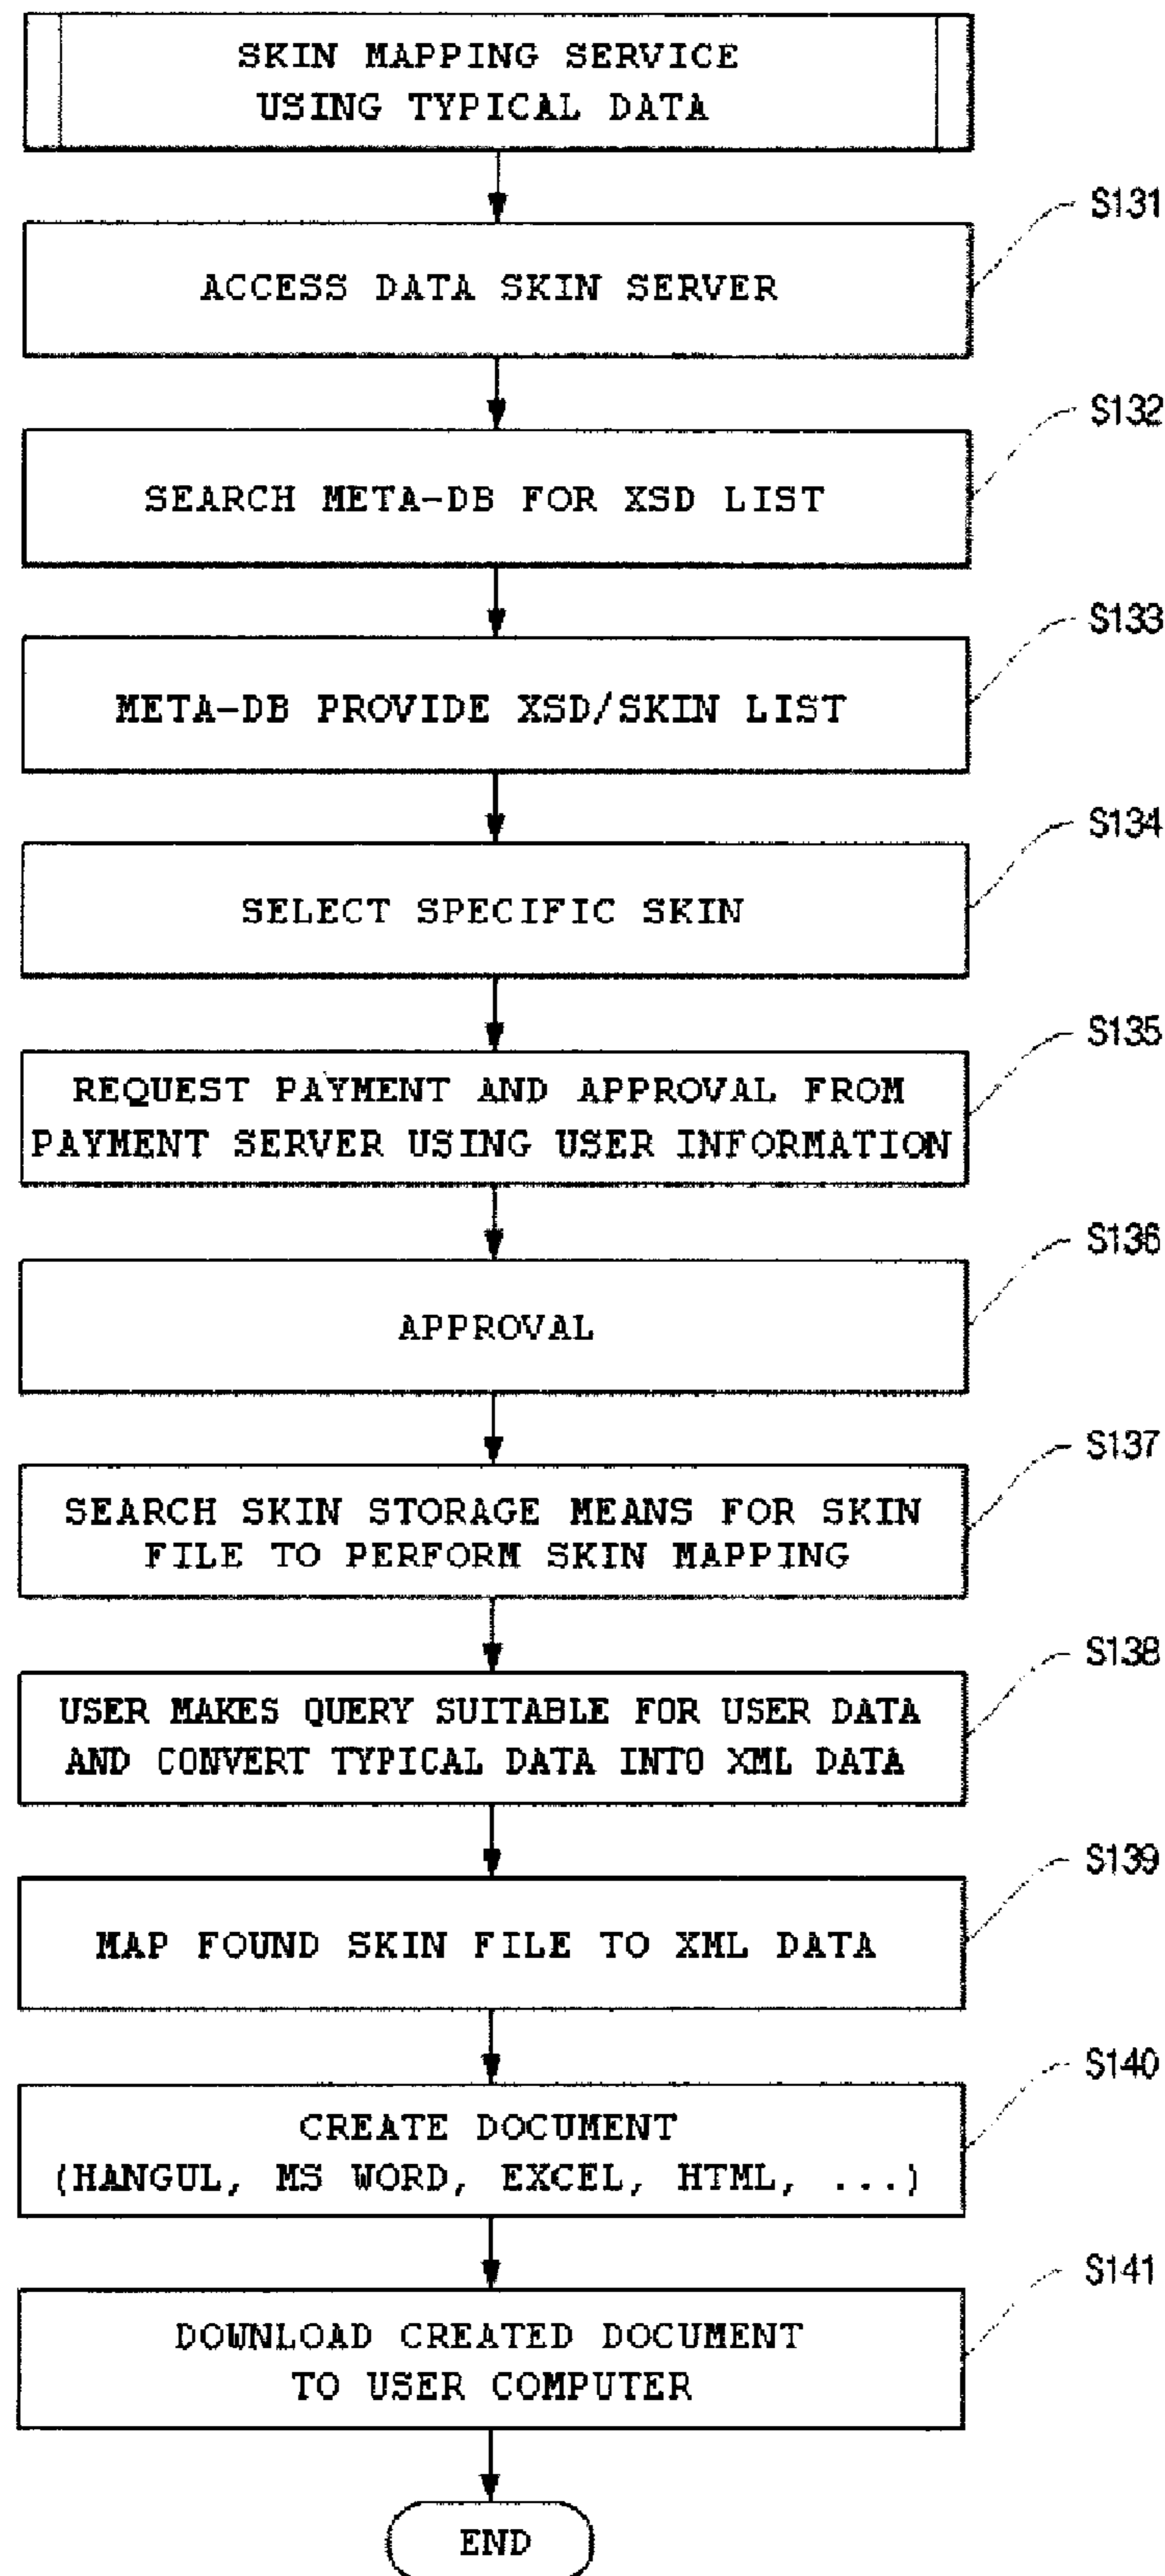 SKIN MAPPING SERVICE
USING TYPICAL DATA
S131
ACCESS DATA SKIN SERVER
S132
SEARCH META-DB FOR XSD LIST
S133
META-DB PROVIDE XSD/SKIN LIST
S134
SELECT SPECIFIC SKIN
S135
REQUEST PAYMENT AND APPROVAL FROM
PAYMENT SERVER USING USER INFORMATION
S136
APPROVAL
S137
SEARCH SKIN STORAGE MEANS FOR SKIN
FILE TO PERFORM SKIN MAPPING
S138
USER MAKES QUERY SUITABLE FOR USER DATA
AND CONVERT TYPICAL DATA INTO XML DATA
S139
MAP FOUND SKIN FILE TO XML DATA
S140
CREATE DOCUMENT
(HANGUL, MS WORD, EXCEL, HTML, ...)
S141
DOWNLOAD CREATED DOCUMENT
TO USER COMPUTER
END